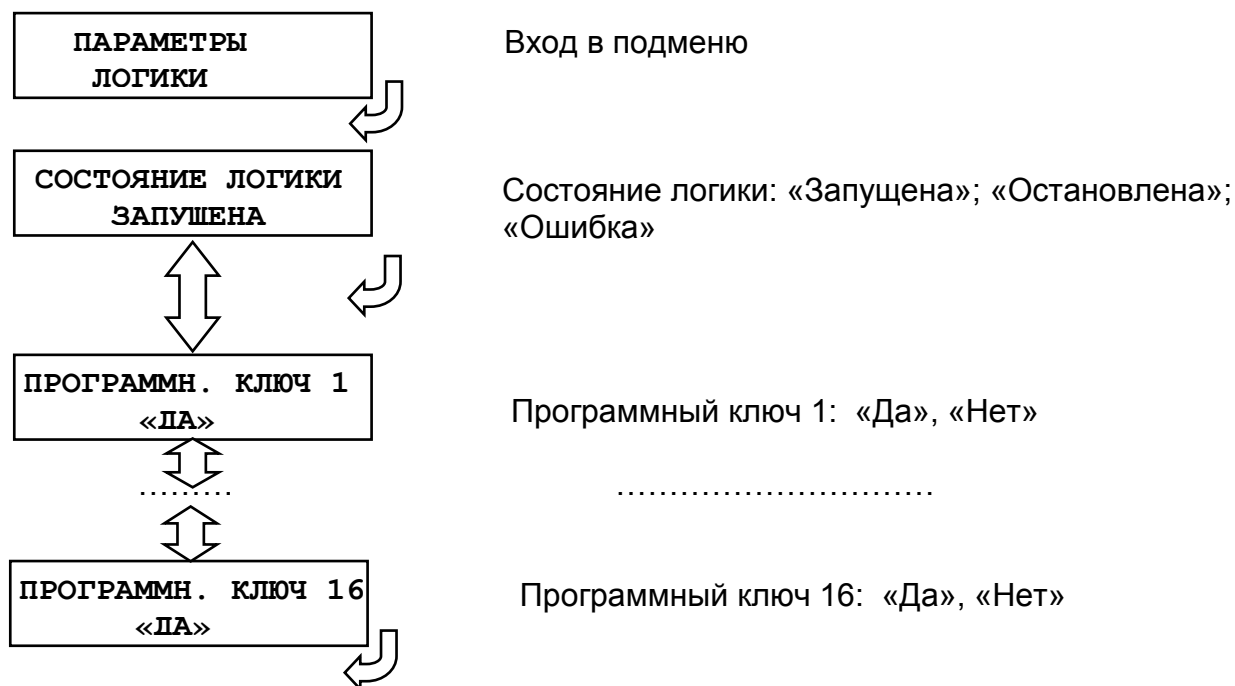 ПАРАМЕТРЫ
ЛОГИКИ
Вход в подменю
СОСТОЯНИЕ ЛОГИКИ
ЗАПУШЕНА
Состояние логики: «Запущена»; «Остановлена»;
«Ошибка»
ПРОГРАММН. КЛЮЧ 1
«ДА»
Программный ключ 1: «Да», «Нет»
......... ..............................
ПРОГРАММН. КЛЮЧ 16
«ДА»
Программный ключ 16: «Да», «Нет»